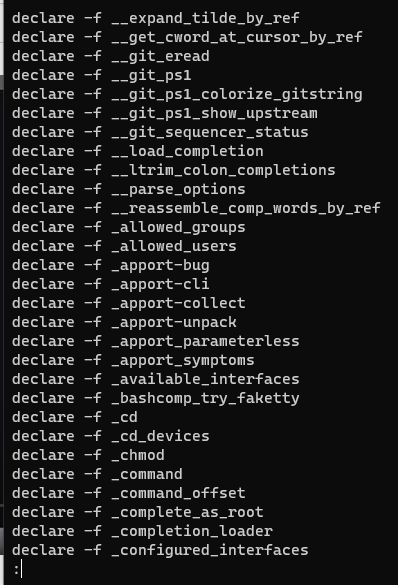 declare -f __expand_tilde_by_ref
declare -f __get_cword_at_cursor_by_ref
declare -f __git_eread
declare -f __git_ps1
declare -f __git_ps1_colorize_gitstring
declare -f __git_ps1_show_upstream
declare -f __git_sequencer_status
declare -f __load_completion
declare -f __ltrim_colon_completions
declare -f __parse_options
declare -f __reassemble_comp_words_by_ref
declare -f _allowed_groups
declare -f _allowed_users
declare -f _apport-bug
declare -f _apport-cli
declare -f _apport-collect
declare -f _apport-unpack
declare -f _apport_parameterless
declare -f _apport_symptoms
declare -f _available_interfaces
declare -f _bashcomp_try_faketty
declare -f _cd
declare -f _cd_devices
declare -f _chmod
declare -f _command
declare -f _command_offset
declare -f _complete_as_root
declare -f _completion_loader
declare -f _configured_interfaces
: